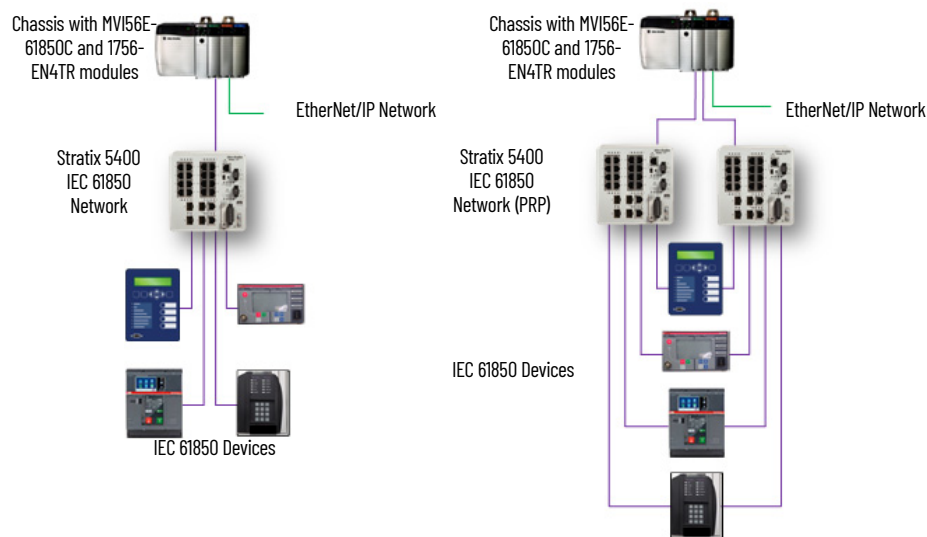 Chassis with MVI56E-
61850C and 1756-
EN4TR modules
EtherNet/IP Network
Stratix 5400
IEC 61850
Network
IEC 61850 Devices
Chassis with MVI56E-
61850C and 1756-
EN4TR modules
EtherNet/IP Network
Stratix 5400
IEC 61850
Network (PRP)
IEC 61850 Devices